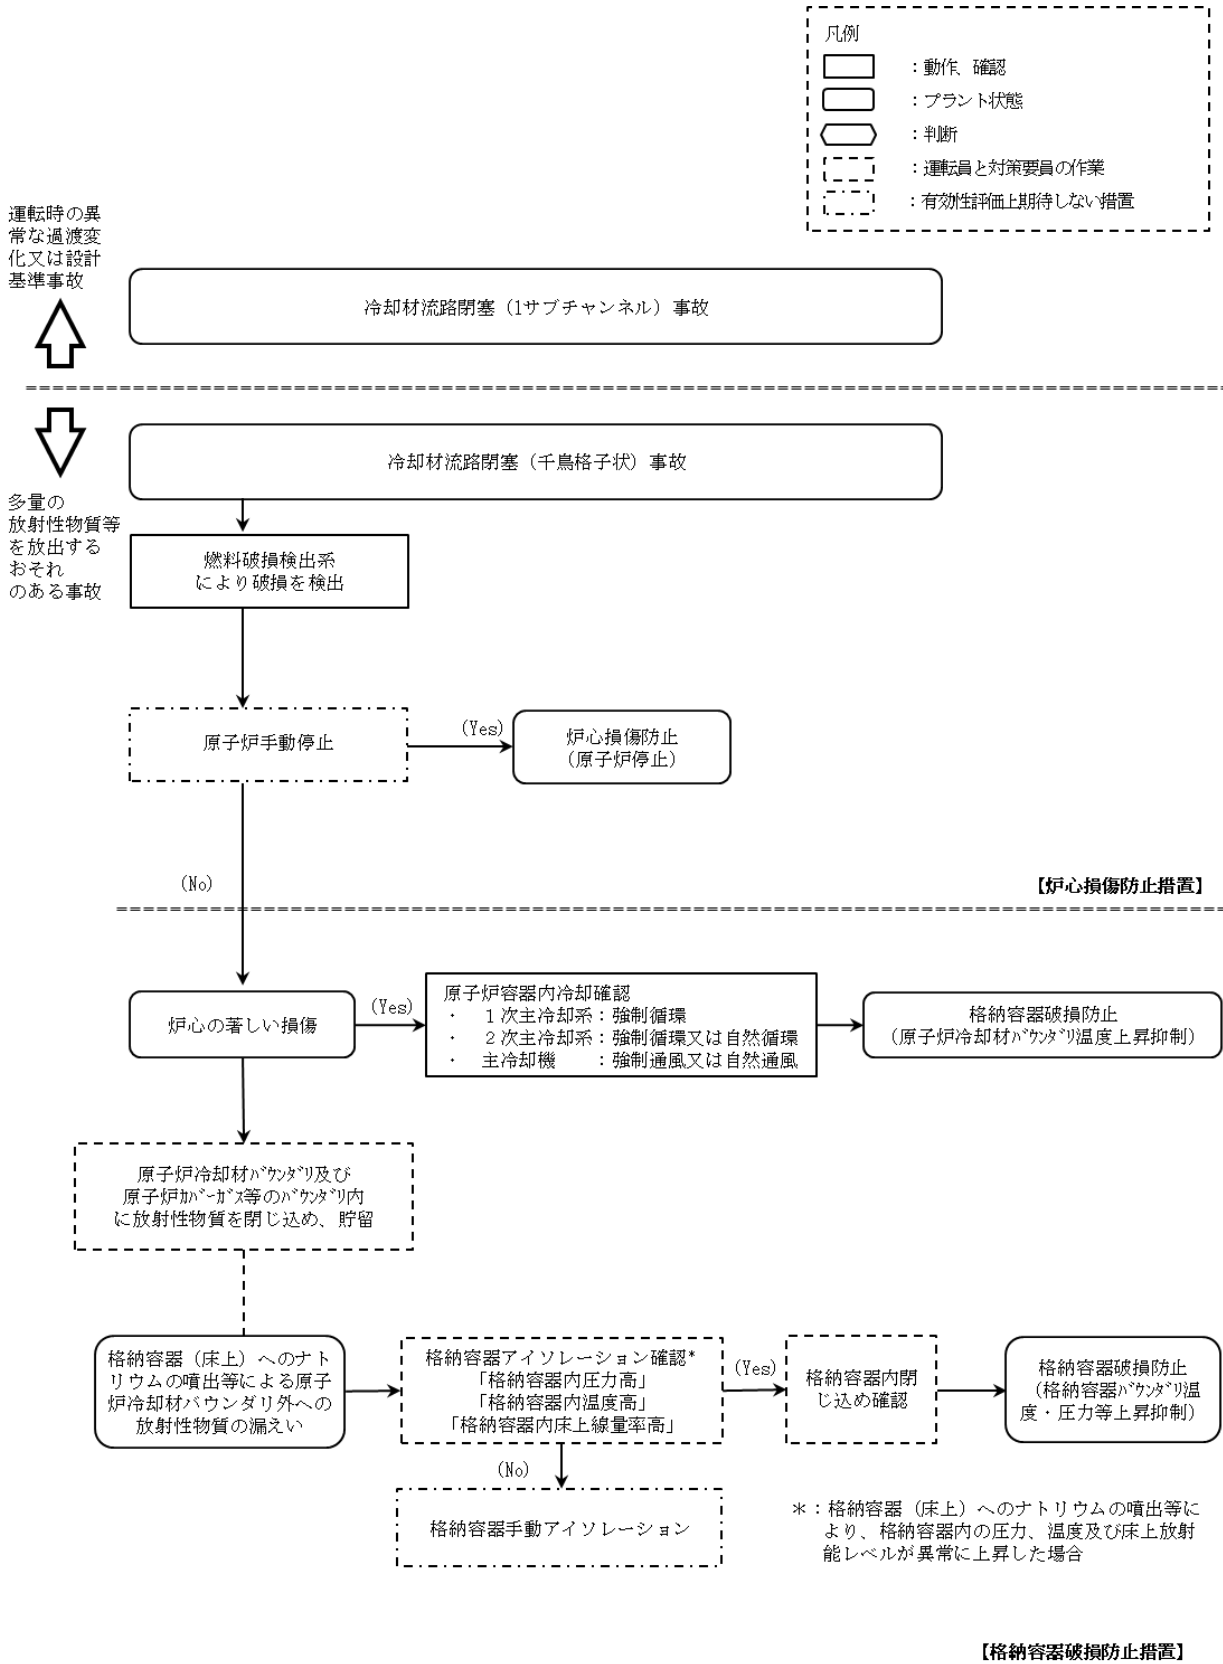 凡例
：動作、確認
：プラント状態
：判断
：運転員と対策要員の作業
：有効性評価上期待しない措置
運転時の異
常な過渡変
化又は設計
基準事故
冷却材流路閉塞（1サブチャンネル）事故
冷却材流路閉塞（千鳥格子状）事故
多量の
放射性物質等
を放出する
おそれ
のある事故
燃料破損検出系
により破損を検出
原子炉手動停止
(Yes)
炉心損傷防止
（原子炉停止）
(No)
【炉心損傷防止措置】
炉心の著しい損傷
(Yes)
原子炉容器内冷却確認
・　１次主冷却系：強制循環
・　２次主冷却系：強制循環又は自然循環
・　主冷却機　　：強制通風又は自然通風
格納容器破損防止
（原子炉冷却材ﾊﾞｳﾝﾀﾞﾘ温度上昇抑制）
原子炉冷却材ﾊﾞｳﾝﾀﾞﾘ及び
原子炉ｶﾊﾞｰｶﾞｽ等のﾊﾞｳﾝﾀﾞﾘ内
に放射性物質を閉じ込め、貯留
格納容器（床上）へのナト
リウムの噴出等による原子
炉冷却材バウンダリ外への
放射性物質の漏えい
格納容器アイソレーション確認*
「格納容器内圧力高」
「格納容器内温度高」
「格納容器内床上線量率高」
(Yes)
格納容器内閉
じ込め確認
格納容器破損防止
（格納容器ﾊﾞｳﾝﾀﾞﾘ温
度・圧力等上昇抑制）
(No)
格納容器手動アイソレーション
＊：格納容器（床上）へのナトリウムの噴出等に
より、格納容器内の圧力、温度及び床上放射
能レベルが異常に上昇した場合
【格納容器破損防止措置】